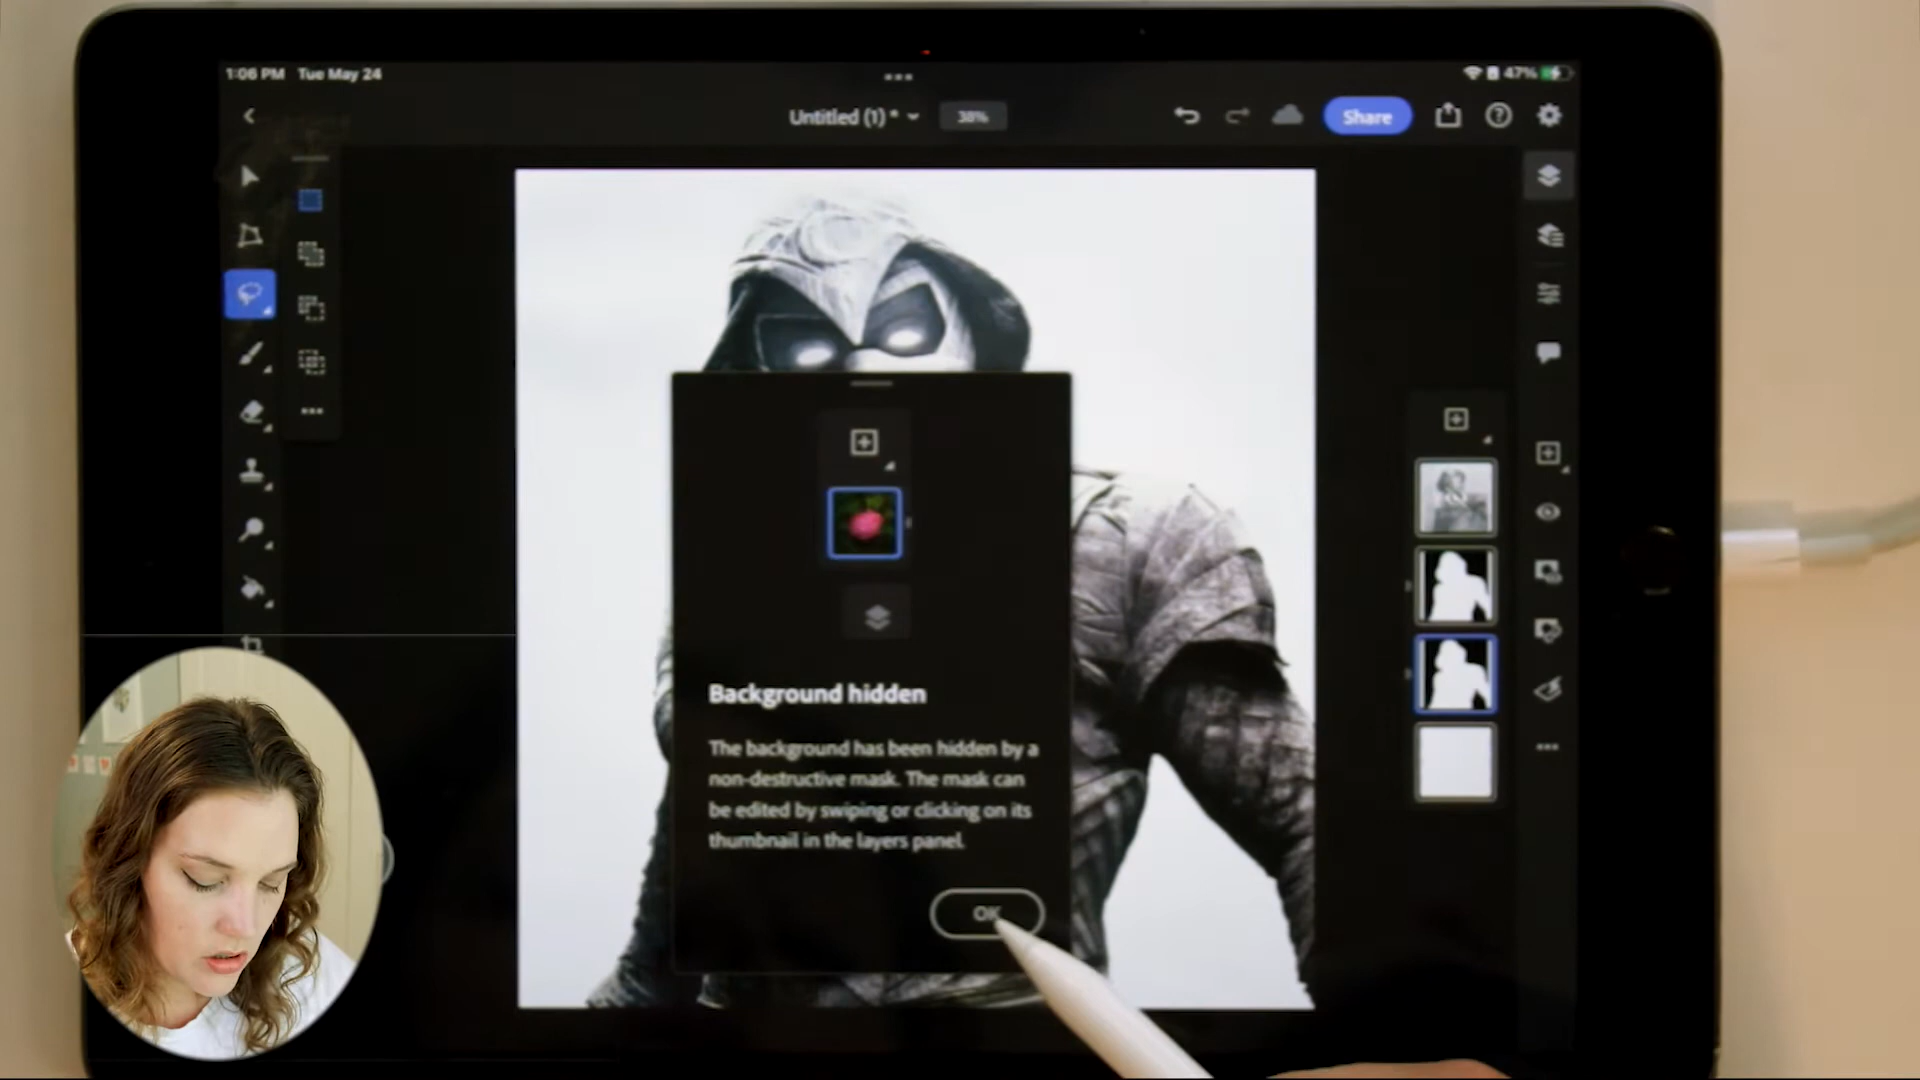 1:06 PM Tue May 24
47%
Untitled (1) *
38%
Share
Background hidden
The background has been hidden by a
non-destructive mask. The mask can
be edited by swiping or clicking on its
thumbnail in the layers panel.
OK